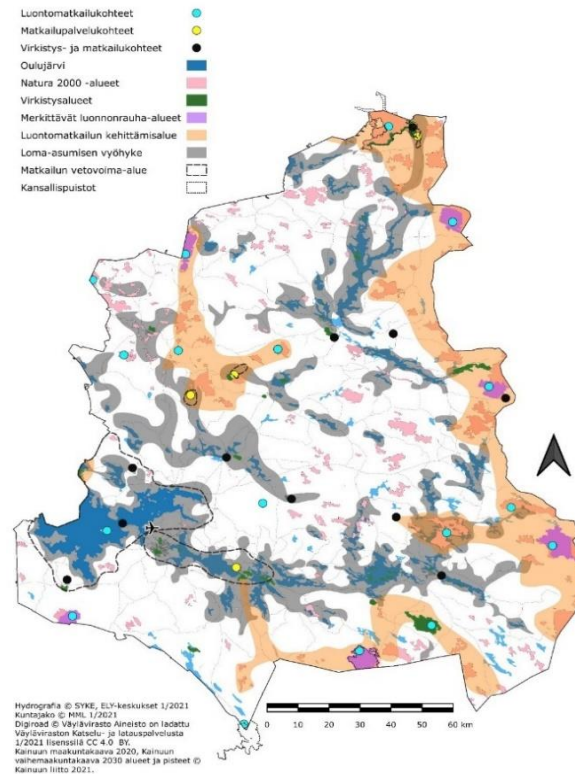 Luontomatkailukohteet
Matkailupalvelukohteet
Virkistys- ja matkailukohteet
Oulujärvi
Natura 2000 -alueet
Virkistysalueet
Merkittävät luonnonrauha-alueet
Luontomatkailun kehittämisalue
Loma-asumisen vyöhyke
Matkailun vetovoima-alue
Kansallispuistot
Hydrografia © SYKE, ELY-keskukset 1/2021
Kuntajako © MML 1/2021
Digiroad © Väylävirasto Aineisto on ladattu
Väyläviraston Katselu- ja latauspalvelusta
1/2021 lisenssilä CC 4.0 BY.
Kainuun maakuntakaava 2020, Kainuun
vaihemaakuntakaava 2030 alueet ja pisteet ©
Kainuun liitto 2021.
0 10 20 30 40 50 60 km